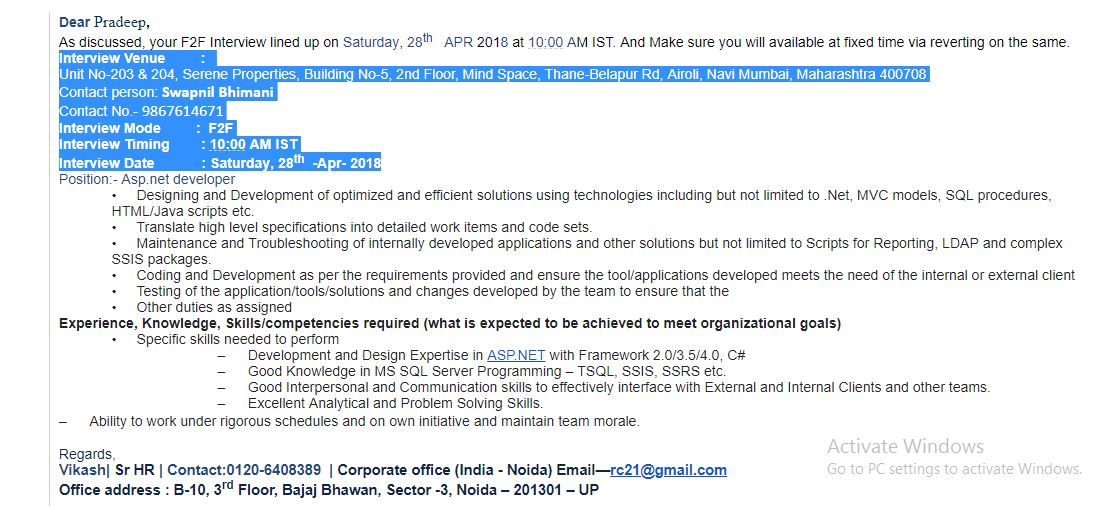 Dear Pradeep,
As discussed, your F2F Interview lined up on Saturday, 28th APR 2018 at 10:00 AM IST. And Make sure you will available at fixed time via reverting on the same.
Interview Venue :
Unit No-203 & 204, Serene Properties, Building No-5, 2nd Floor, Mind Space, Thane-Belapur Rd, Airoli, Navi Mumbai, Maharashtra 400708
Contact person: Swapnil Bhimani
Contact No.- 9867614671
Interview Mode : F2F
Interview Timing : 10:00 AM IST
Interview Date : Saturday, 28th -Apr- 2018
Position:- Asp.net developer
• Designing and Development of optimized and efficient solutions using technologies including but not limited to .Net, MVC models, SQL procedures,
HTML/Java scripts etc.
• Translate high level specifications into detailed work items and code sets.
• Maintenance and Troubleshooting of internally developed applications and other solutions but not limited to Scripts for Reporting, LDAP and complex
SSIS packages.
• Coding and Development as per the requirements provided and ensure the tool/applications developed meets the need of the internal or external client
• Testing of the application/tools/solutions and changes developed by the team to ensure that the
• Other duties as assigned
Experience, Knowledge, Skills/competencies required (what is expected to be achieved to meet organizational goals)
• Specific skills needed to perform
– Development and Design Expertise in ASP.NET with Framework 2.0/3.5/4.0, C#
– Good Knowledge in MS SQL Server Programming – TSQL, SSIS, SSRS etc.
– Good Interpersonal and Communication skills to effectively interface with External and Internal Clients and other teams.
– Excellent Analytical and Problem Solving Skills.
– Ability to work under rigorous schedules and on own initiative and maintain team morale.
Regards,
Vikash| Sr HR | Contact:0120-6408389 | Corporate office (India - Noida) Email—rc21@gmail.com
Office address : B-10, 3rd Floor, Bajaj Bhawan, Sector -3, Noida – 201301 – UP
Activate Windows
Go to PC settings to activate Windows.